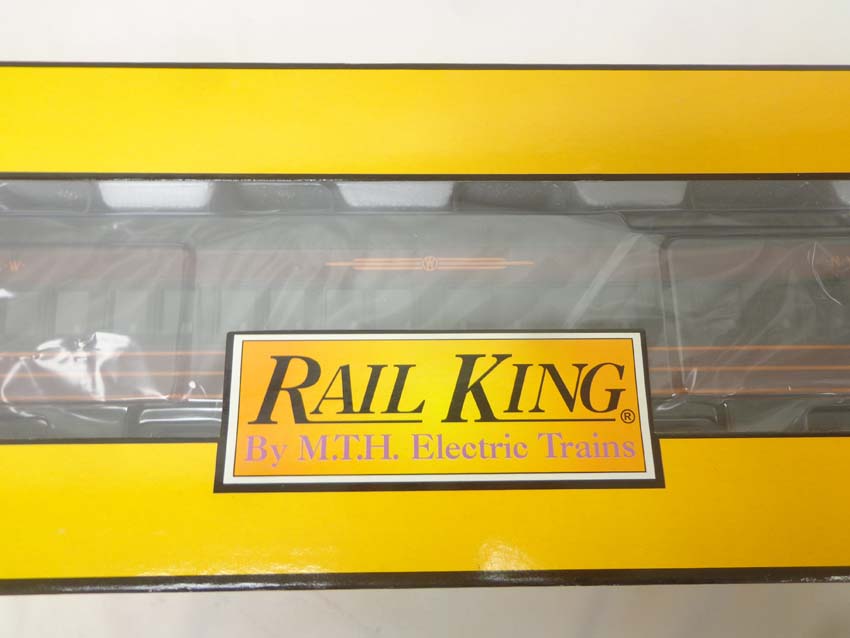 W
RAIL KING®
By M.T.H. Electric Trains